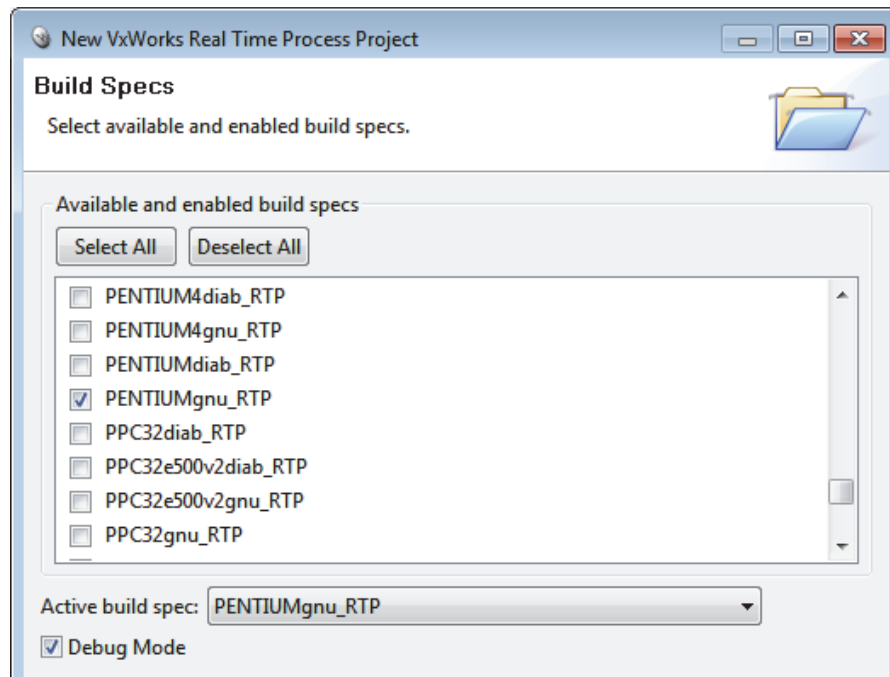 New VxWorks Real Time Process Project
Build Specs
Select available and enabled build specs.
Available and enabled build specs
Select All Deselect All
PENTIUM4diab_RTP
PENTIUM4gnu_RTP
PENTIUMdiab_RTP
PENTIUMgnu_RTP
PPC32diab_RTP
PPC32e500v2diab_RTP
PPC32e500v2gnu_RTP
PPC32gnu_RTP
Active build spec: PENTIUMgnu_RTP
Debug Mode